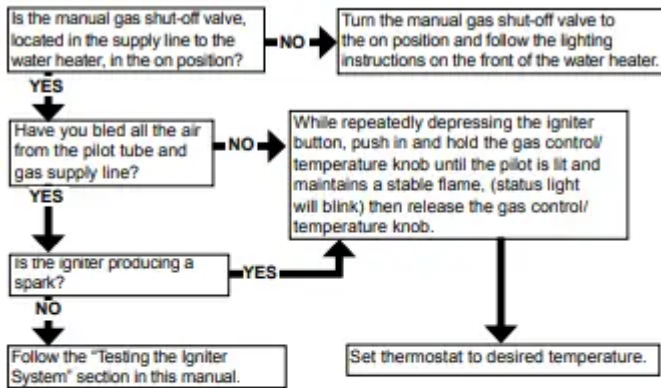 Is the manual gas shut-off valve,
located in the supply line to the
water heater, in the on position?
NO
Turn the manual gas shut-off valve to
the on position and follow the lighting
instructions on the front of the water heater.
YES
Have you bled all the air
from the pilot tube and
gas supply line?
NO
While repeatedly depressing the igniter
button, push in and hold the gas control/
temperature knob until the pilot is lit and
maintains a stable flame, (status light
will blink) then release the gas control/
temperature knob.
YES
Is the igniter producing a
spark?
YES
NO
Follow the "Testing the Igniter
System" section in this manual.
Set thermostat to desired temperature.